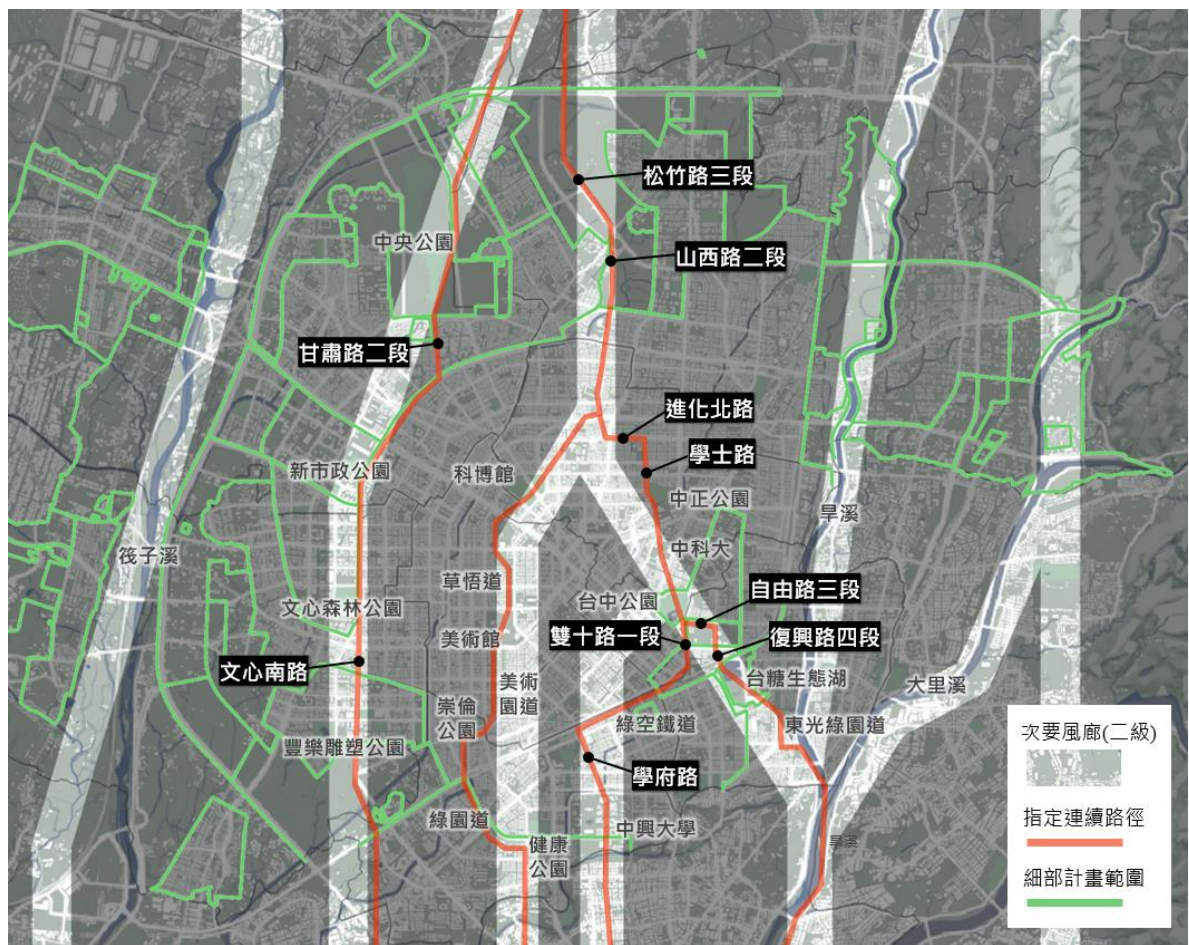 松竹路三段
中央公園
山西路二段
甘肅路二段
進化北路
新市政公園
科博館
學士路
中正公園
旱溪
筏子溪
中科大
草悟道
自由路三段
文心森林公園
台中公園
美術館
雙十路一段
復興路四段
文心南路
台糖生態湖
美術
園道
大里溪
崇倫
公園
綠空鐵道
東光綠園道
豐樂雕塑公園
學府路
綠園道
中興大學
健康
公園
旱溪
次要風廊(二級)
指定連續路徑
細部計畫範圍